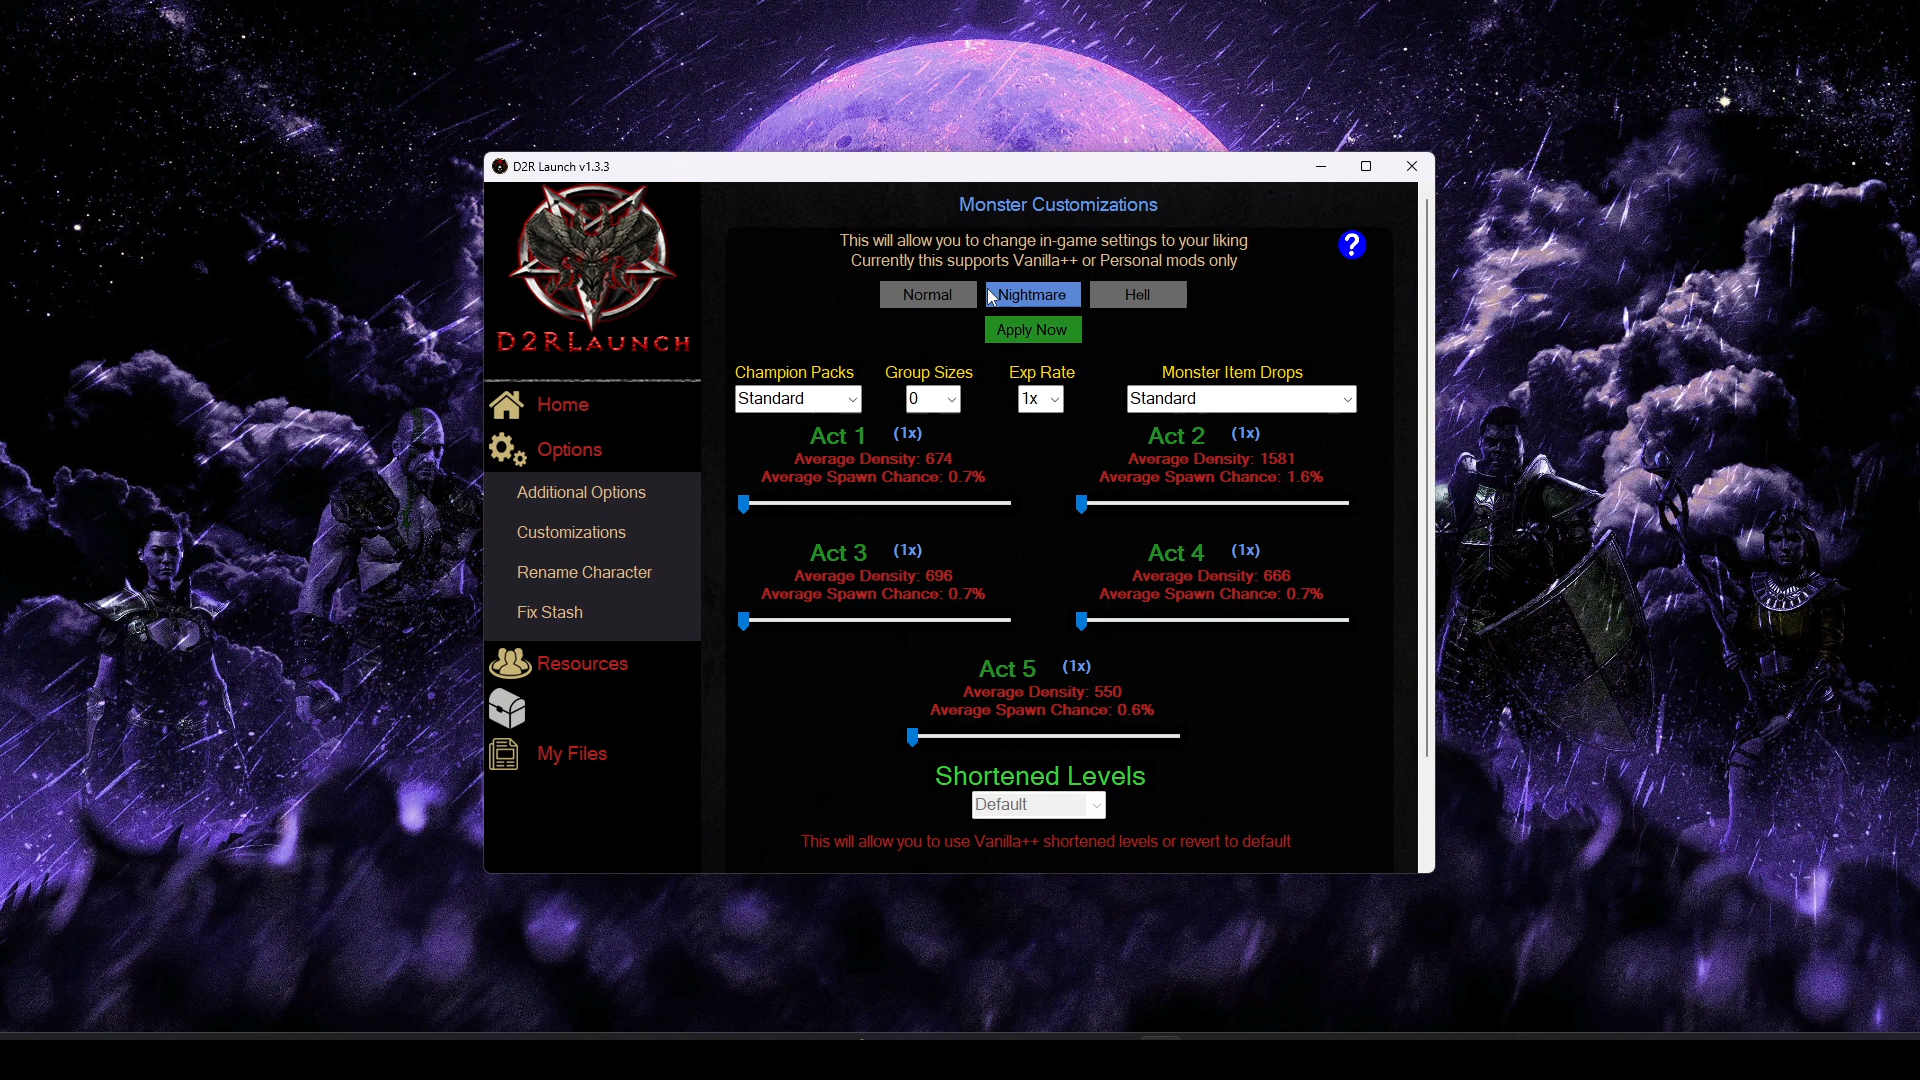 D2R Launch v1.3.3
D2RLAUNCH
Home
Options
Additional Options
Customizations
Rename Character
Fix Stash
Resources
My Files
Monster Customizations
This will allow you to change in-game settings to your liking
Currently this supports Vanilla++ or Personal mods only
?
Normal Nightmare Hell
Apply Now
Champion Packs Group Sizes Exp Rate Monster Item Drops
Standard 0 1x Standard
Act 1 (1x)
Average Density: 674
Average Spawn Chance: 0.7%
Act 2 (1x)
Average Density: 1581
Average Spawn Chance: 1.6%
Act 3 (1x)
Average Density: 696
Average Spawn Chance: 0.7%
Act 4 (1x)
Average Density: 666
Average Spawn Chance: 0.7%
Act 5 (1x)
Average Density: 550
Average Spawn Chance: 0.6%
Shortened Levels
Default
This will allow you to use Vanilla++ shortened levels or revert to default